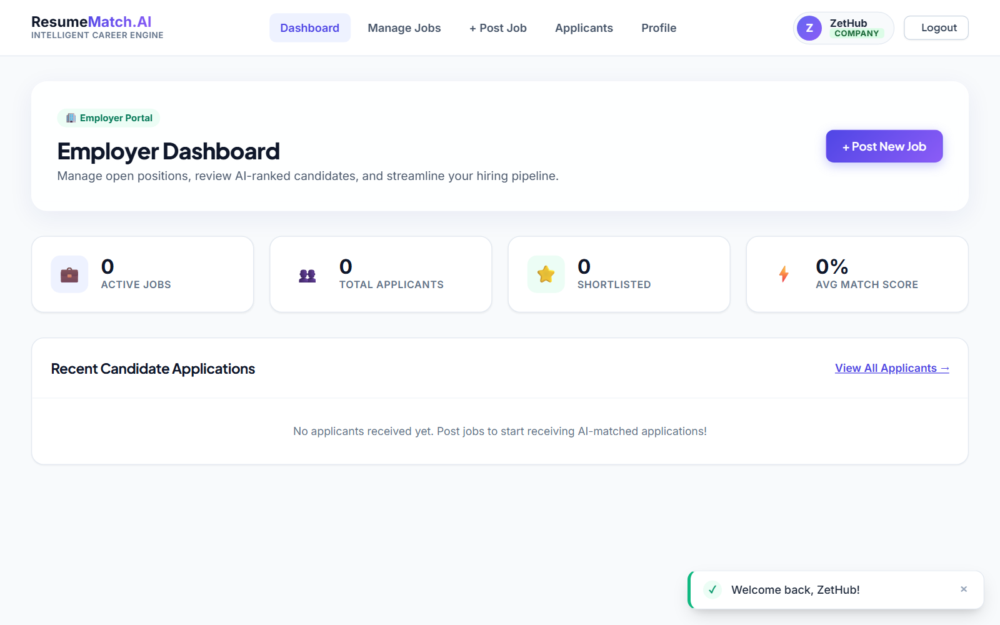 ResumeMatch.AI
INTELLIGENT CAREER ENGINE
Dashboard
Manage Jobs
+ Post Job
Applicants
Profile
Z
ZetHub
COMPANY
Logout
Employer Portal
Employer Dashboard
Manage open positions, review AI-ranked candidates, and streamline your hiring pipeline.
+ Post New Job
0
ACTIVE JOBS
0
TOTAL APPLICANTS
0
SHORTLISTED
0%
AVG MATCH SCORE
Recent Candidate Applications
View All Applicants →
No applicants received yet. Post jobs to start receiving AI-matched applications!
✓ Welcome back, ZetHub! ×